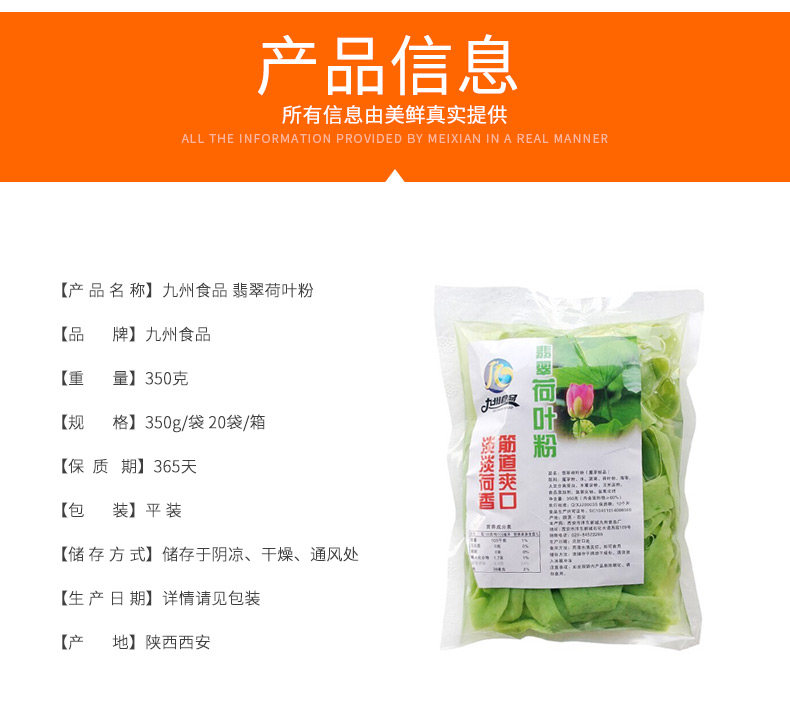 产品信息
所有信息由美鲜真实提供
ALL THE INFORMATION PROVIDED BY MEIXIAN IN A REAL MANNER
【产 品 名 称】九州食品 翡翠荷叶粉
【品 牌】九州食品
【重 量】350克
【规 格】350g/袋 20袋/箱
【保 质 期】365天
【包 装】平 装
【储 存 方 式】储存于阴凉、干燥、通风处
【生 产 日 期】详情请见包装
【产 地】陕西西安
九州食品
翡翠
荷叶粉
筋道爽口
淡淡荷香
营养成分表